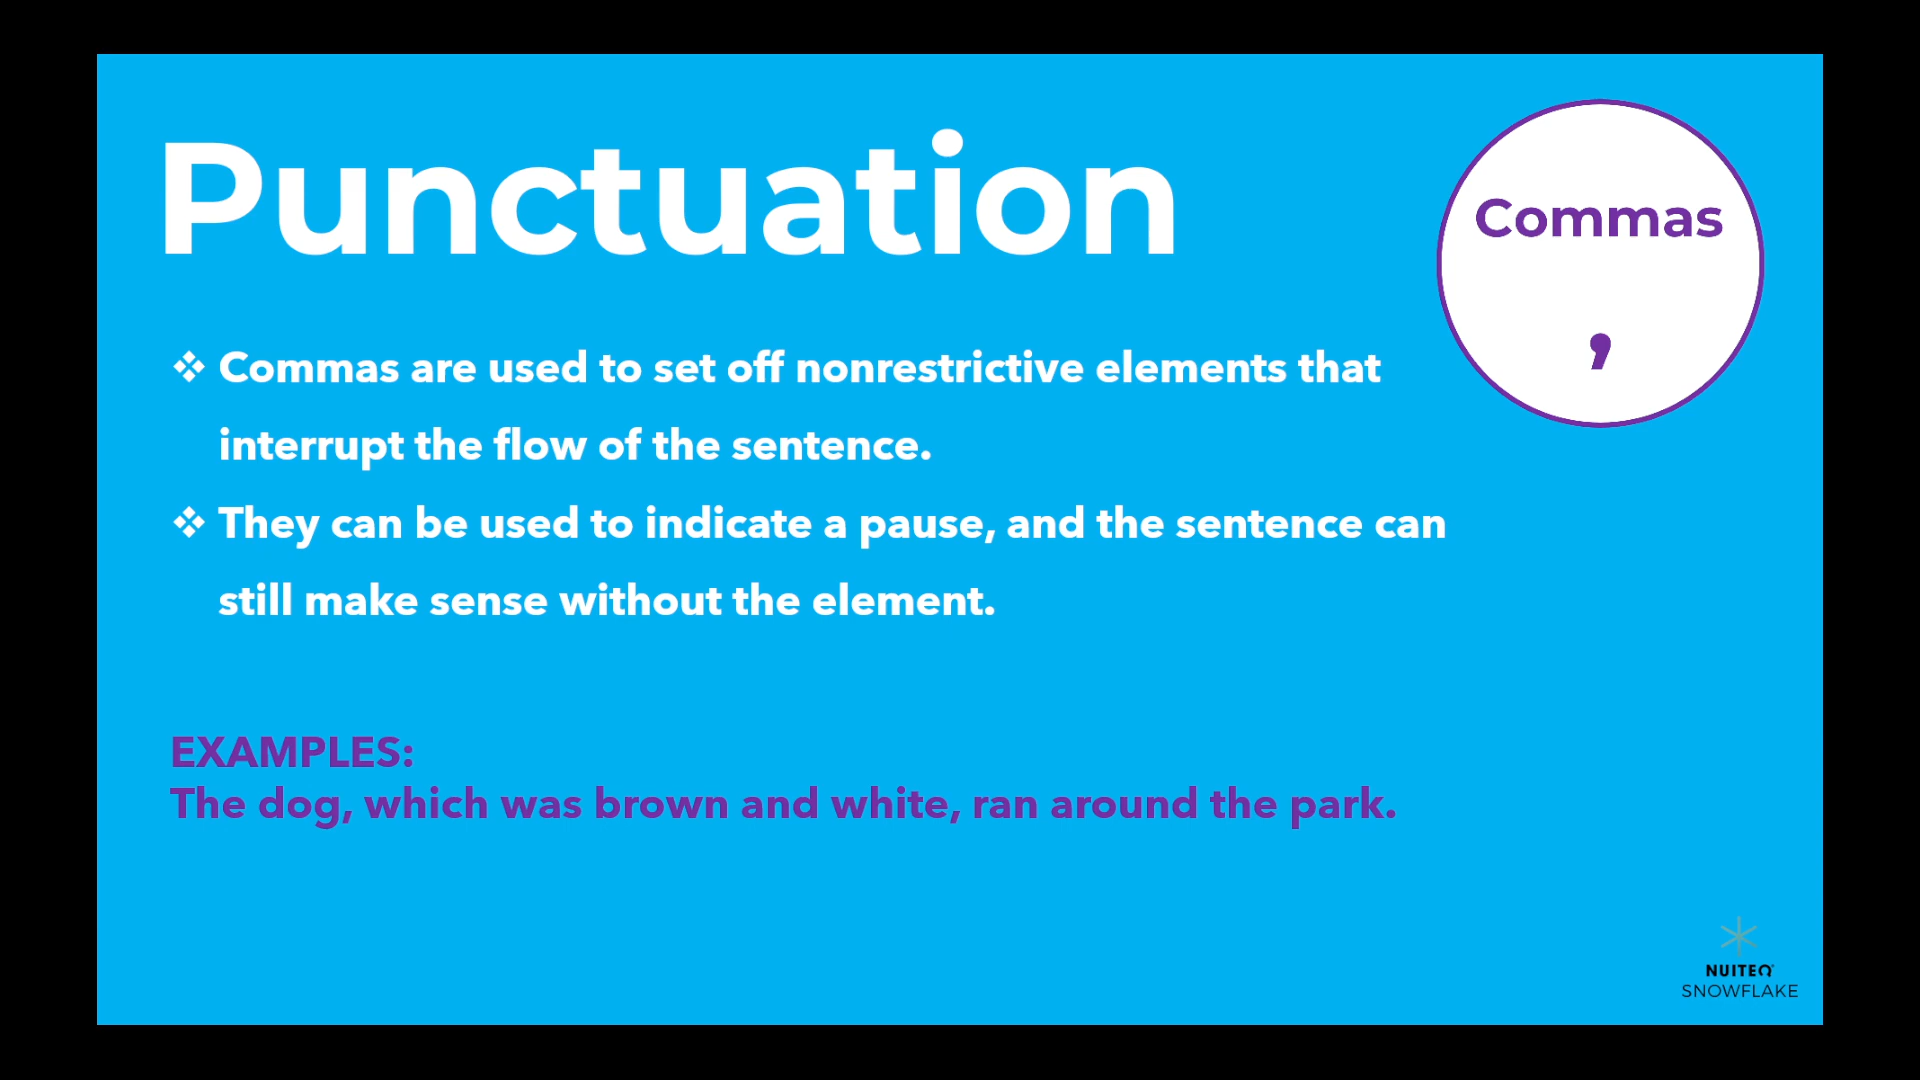 Punctuation
Commas
,
❖ Commas are used to set off nonrestrictive elements that
interrupt the flow of the sentence.
❖ They can be used to indicate a pause, and the sentence can
still make sense without the element.
EXAMPLES:
The dog, which was brown and white, ran around the park.
NUITEQ
SNOWFLAKE